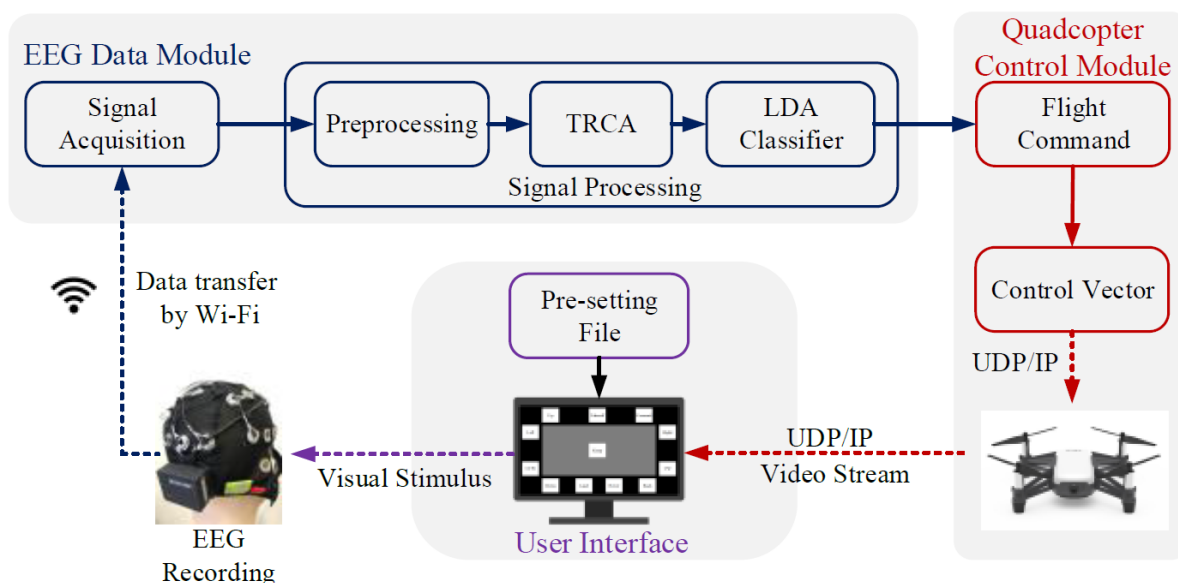 EEG Data Module
Signal
Acquisition
Preprocessing
TRCA
LDA
Classifier
Signal Processing
Quadcopter
Control Module
Flight
Command
Control Vector
UDP/IP
Data transfer
by Wi-Fi
Pre-setting
File
Visual Stimulus
UDP/IP
Video Stream
User Interface
EEG
Recording